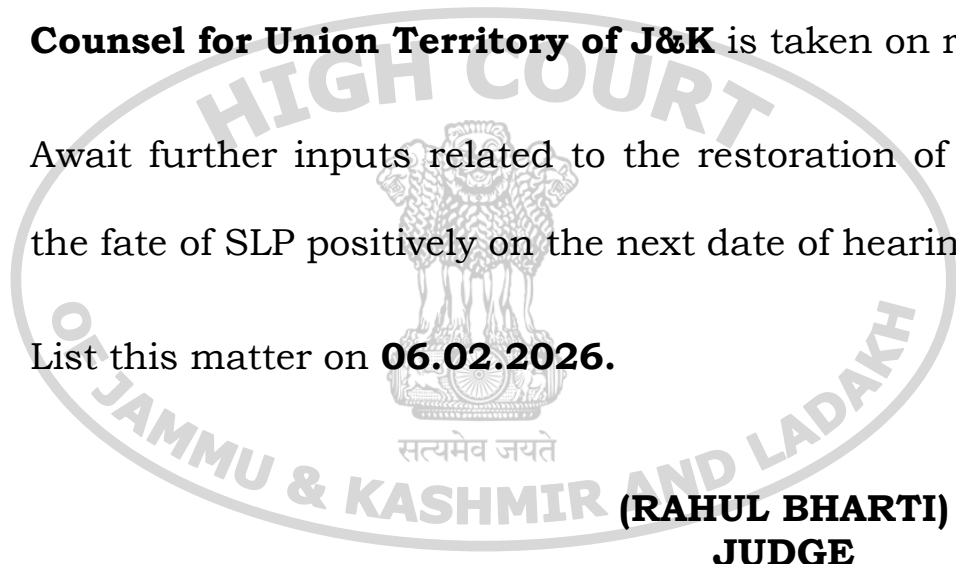 Counsel for Union Territory of J&K is taken on
Await further inputs related to the restoration of
the fate of SLP positively on the next date of
List this matter on 06.02.2026.
(RAHUL BHARTI)
JUDGE
HIGH COURT
OF JAMMU & KASHMIR AND LADAKH
सत्यमेव जयते